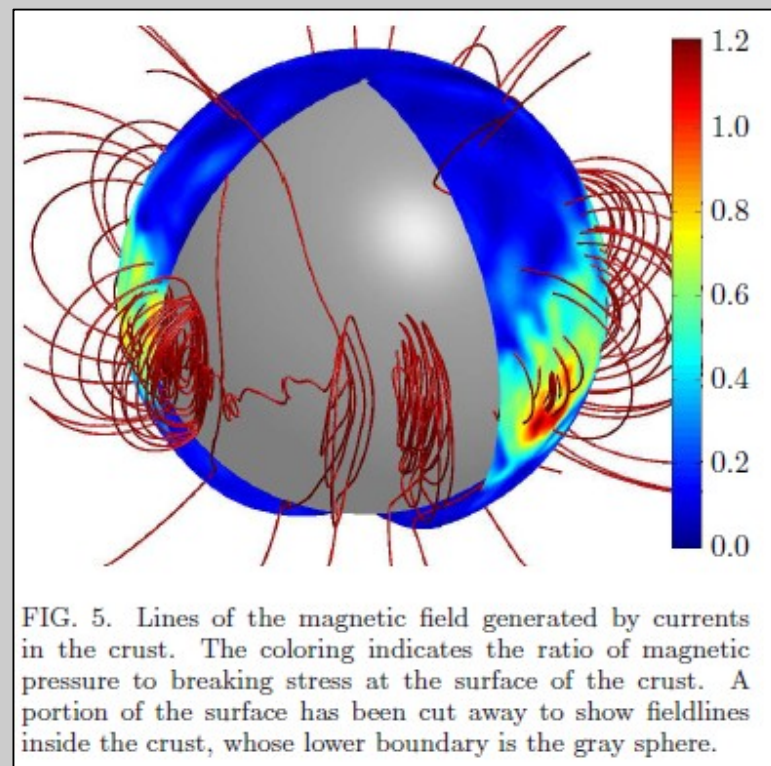 1.2
1.0
0.8
0.6
0.4
0.2
0.0
FIG. 5. Lines of the magnetic field generated by currents
in the crust. The coloring indicates the ratio of magnetic
pressure to breaking stress at the surface of the crust. A
portion of the surface has been cut away to show fieldlines
inside the crust, whose lower boundary is the gray sphere.